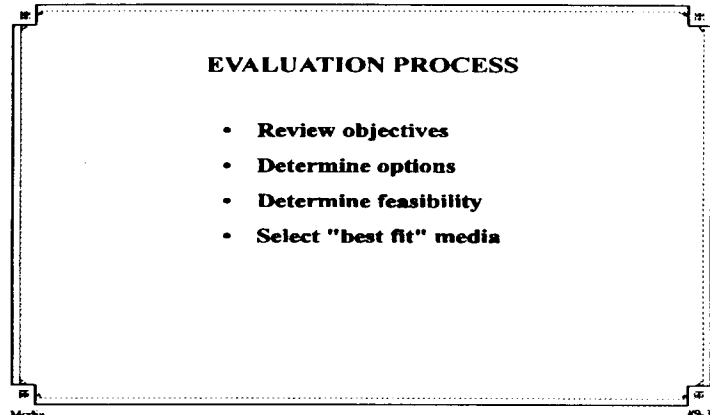 EVALUATION PROCESS
• Review objectives
• Determine options
• Determine feasibility
• Select "best fit" media